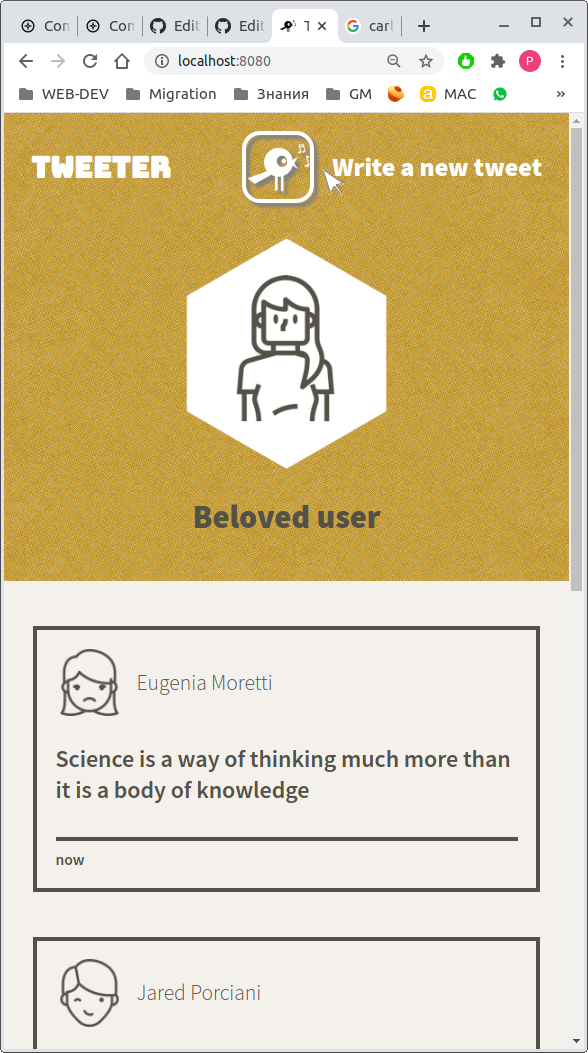 Con
Con
Edit
Edit
T
carl
localhost:8080
P
WEB-DEV
Migration
Знания
GM
a
MAC
»
TWEETER
Write a new tweet
Beloved user
Eugenia Moretti
Science is a way of thinking much more than
it is a body of knowledge
now
Jared Porciani